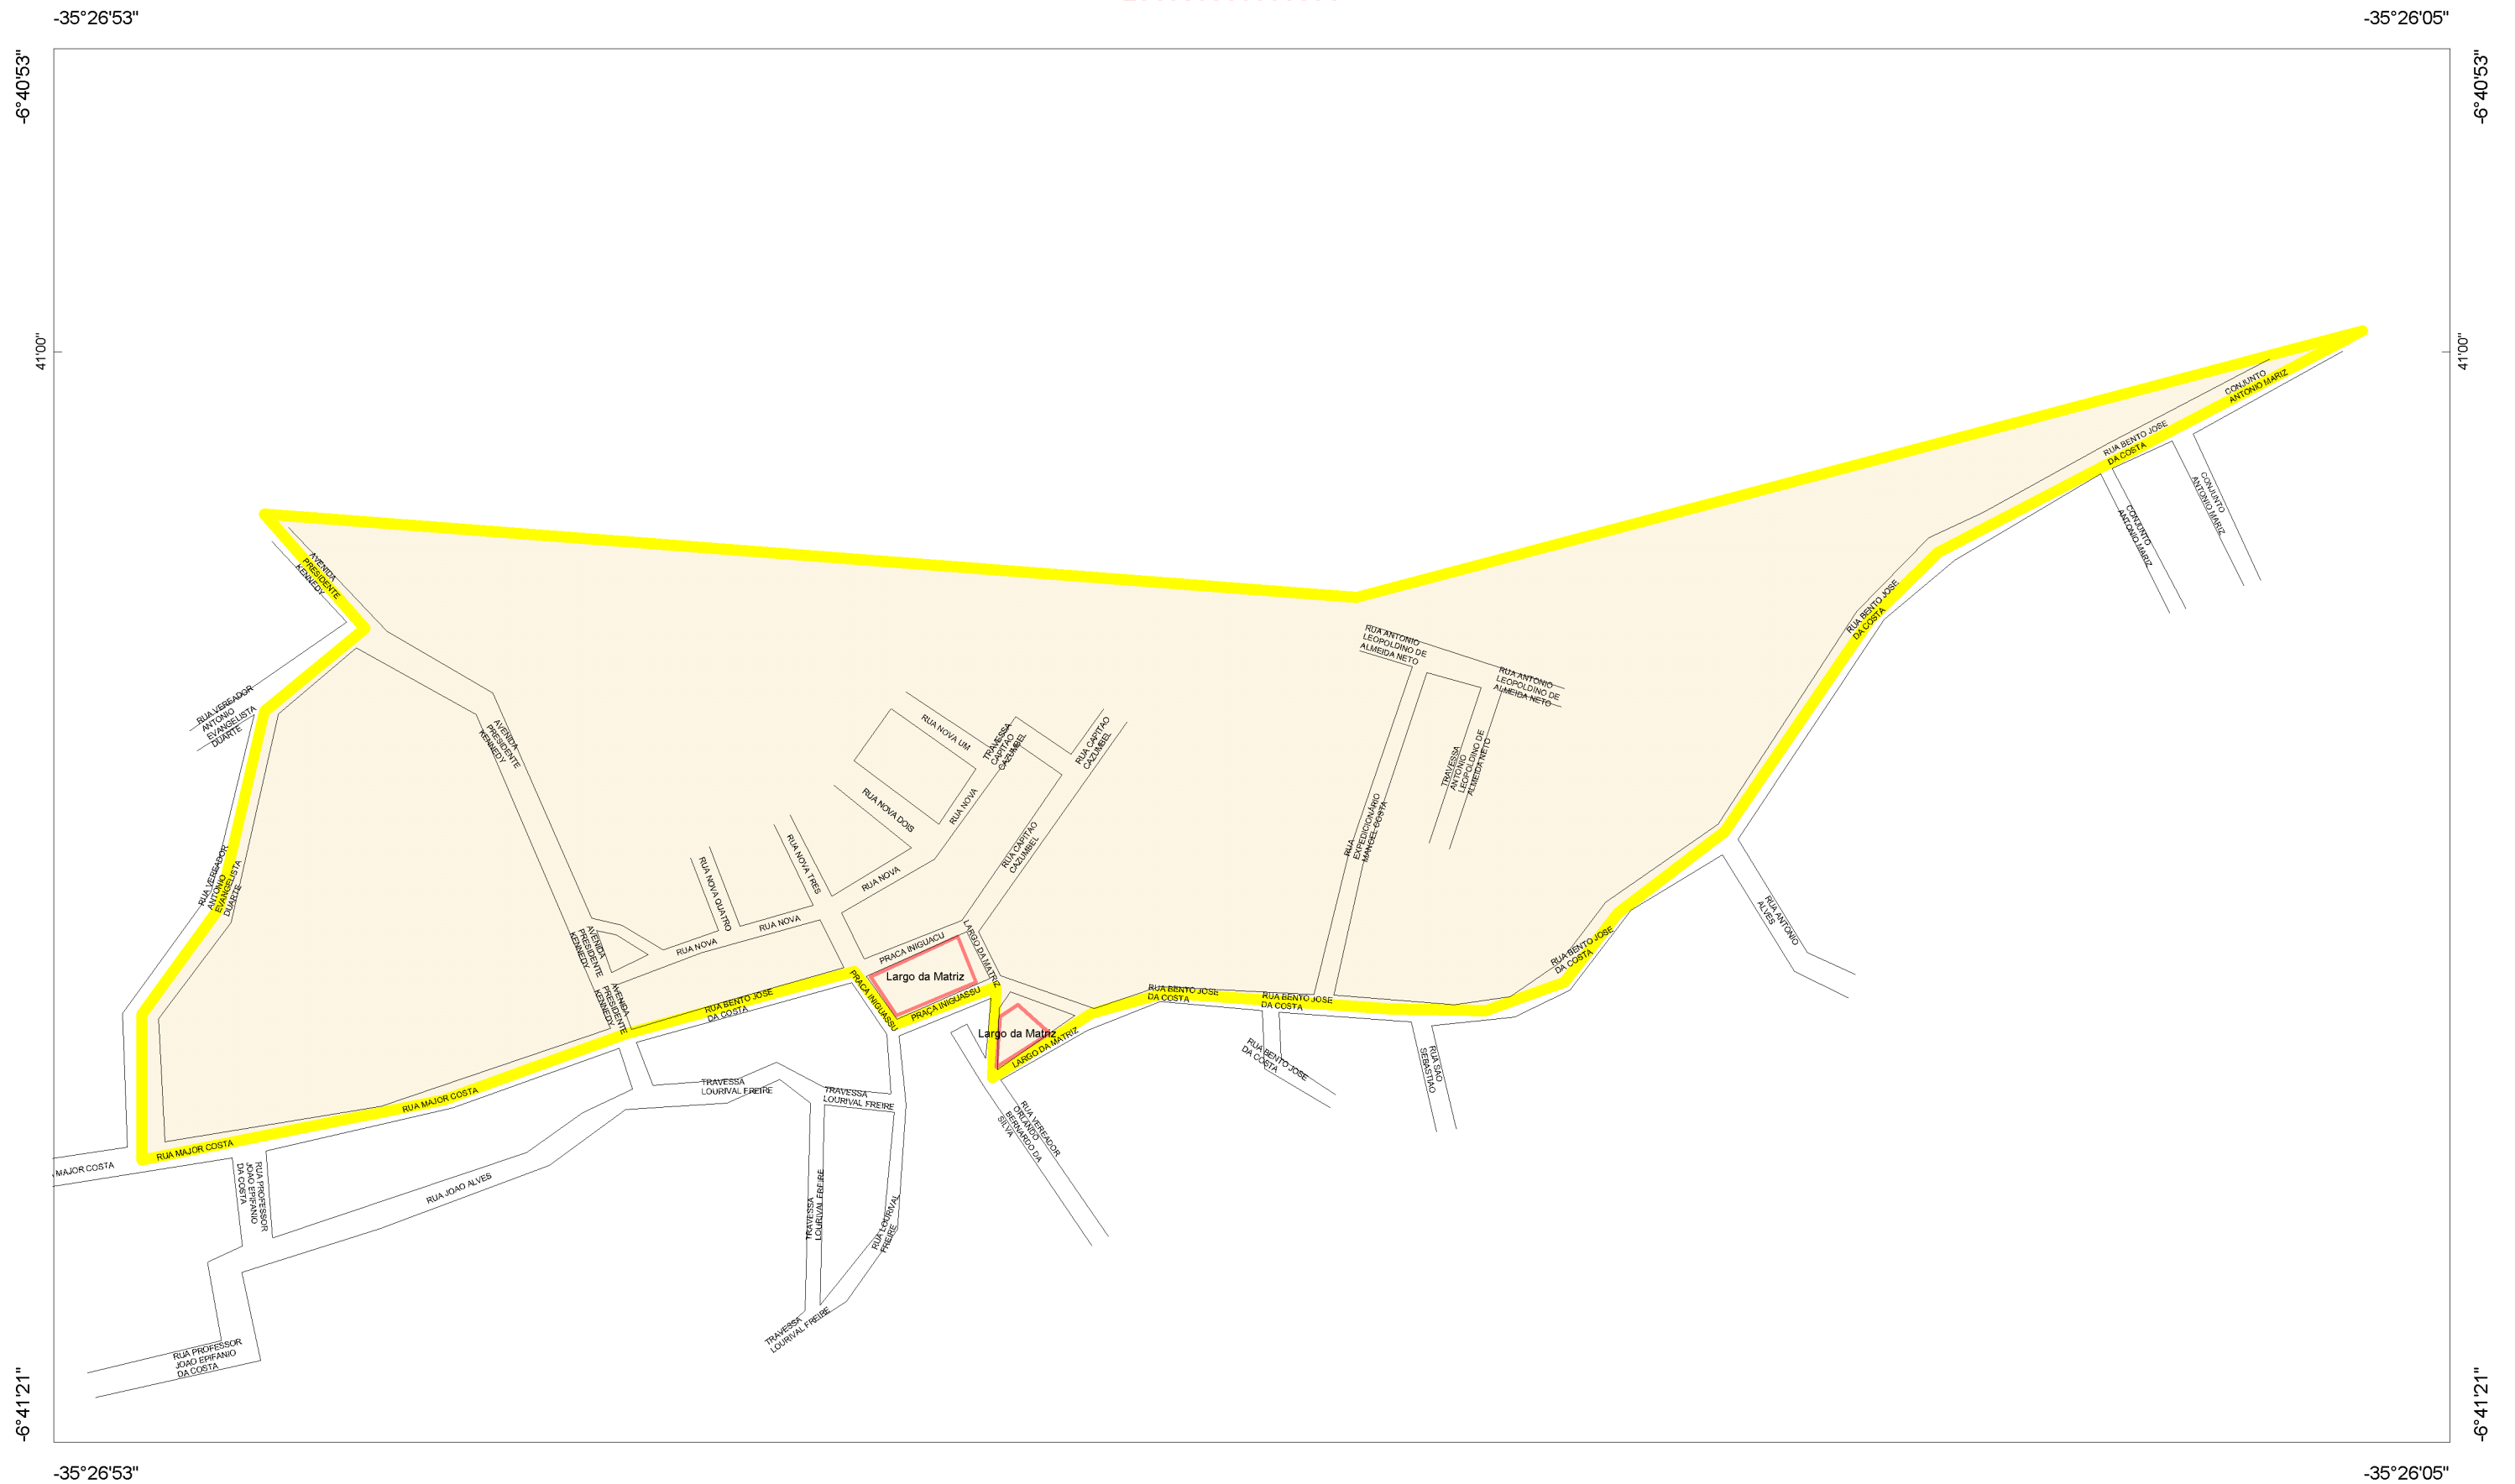 -35°26'53"
-35°26'05"
-6°40'53"
-6°40'53"
41'00"
41'00"
CONJUNTO
ANTONIO MARIZ
RUA BENTO JOSE
DA COSTA
CONJUNTO
ANTONIO MARIZ
CONJUNTO
ANTONIO MARIZ
AVENIDA
PRESIDENTE
KENNEDY
RUA BENTO JOSE
DA COSTA
RUA ANTONIO
LEOPOLDINO DE
ALMEIDA NETO
RUA ANTONIO
LEOPOLDINO DE
ALMEIDA NETO
RUA VEREADOR
ANTONIO
EVANGELISTA
DUARTE
AVENIDA
PRESIDENTE
KENNEDY
RUA NOVA UM
TRAVESSA
CAPITAO
CAZUMBEL
RUA CAPITAO
CAZUMBEL
TRAVESSA
ANTONIO
LEOPOLDINO DE
ALMEIDA NETO
RUA NOVA DOIS
RUA NOVA
RUA
EXPEDICIONÁRIO
MANOEL COSTA
RUA NOVA TRES
RUA CAPITAO
CAZUMBEL
RUA VEREADOR
ANTONIO
EVANGELISTA
DUARTE
RUA NOVA QUATRO
RUA NOVA
RUA NOVA
RUA NOVA
RUA ANTONIO
ALVES
AVENIDA
PRESIDENTE
KENNEDY
PRACA INIGUACU
LARGO DA MATRIZ
RUA BENTO JOSE
DA COSTA
Largo da Matriz
PRACA INIGUASSU
PRAÇA INIGUASSU
AVENIDA
PRESIDENTE
KENNEDY
RUA BENTO JOSE
DA COSTA
RUA BENTO JOSE
DA COSTA
RUA BENTO JOSE
DA COSTA
Largo da Matriz
LARGO DA MATRIZ
RUA BENTO JOSE
DA COSTA
RUA SAO
SEBASTIAO
TRAVESSA
LOURIVAL FREIRE
TRAVESSA
LOURIVAL FREIRE
RUA MAJOR COSTA
RUA VEREADOR
ORLANDO
BERNARDO DA
SILVA
RUA MAJOR COSTA
MAJOR COSTA
RUA PROFESSOR
JOAO EPIFANIO
DA COSTA
RUA JOAO ALVES
TRAVESSA
LOURIVAL FREIRE
RUA LOURIVAL
FREIRE
TRAVESSA
LOURIVAL FREIRE
RUA PROFESSOR
JOAO EPIFANIO
DA COSTA
-6°41'21"
-6°41'21"
-35°26'53"
-35°26'05"